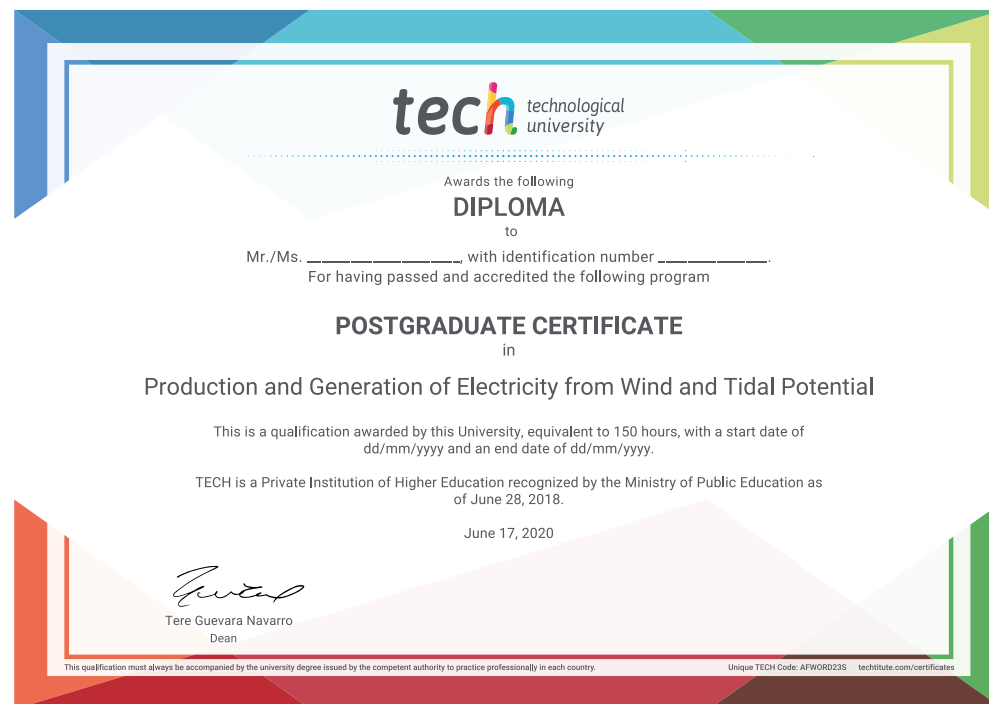 tech technological
university
Awards the following
DIPLOMA
to
Mr./Ms. _____________________, with identification number _______________.
For having passed and accredited the following program
POSTGRADUATE CERTIFICATE
in
Production and Generation of Electricity from Wind and Tidal Potential
This is a qualification awarded by this University, equivalent to 150 hours, with a start date of
dd/mm/yyyy and an end date of dd/mm/yyyy.
TECH is a Private Institution of Higher Education recognized by the Ministry of Public Education as
of June 28, 2018.
June 17, 2020
Tere Guevara Navarro
Dean
This qualification must always be accompanied by the university degree issued by the competent authority to practice professionally in each country.
Unique TECH Code: AFWORD23S techtitute.com/certificates